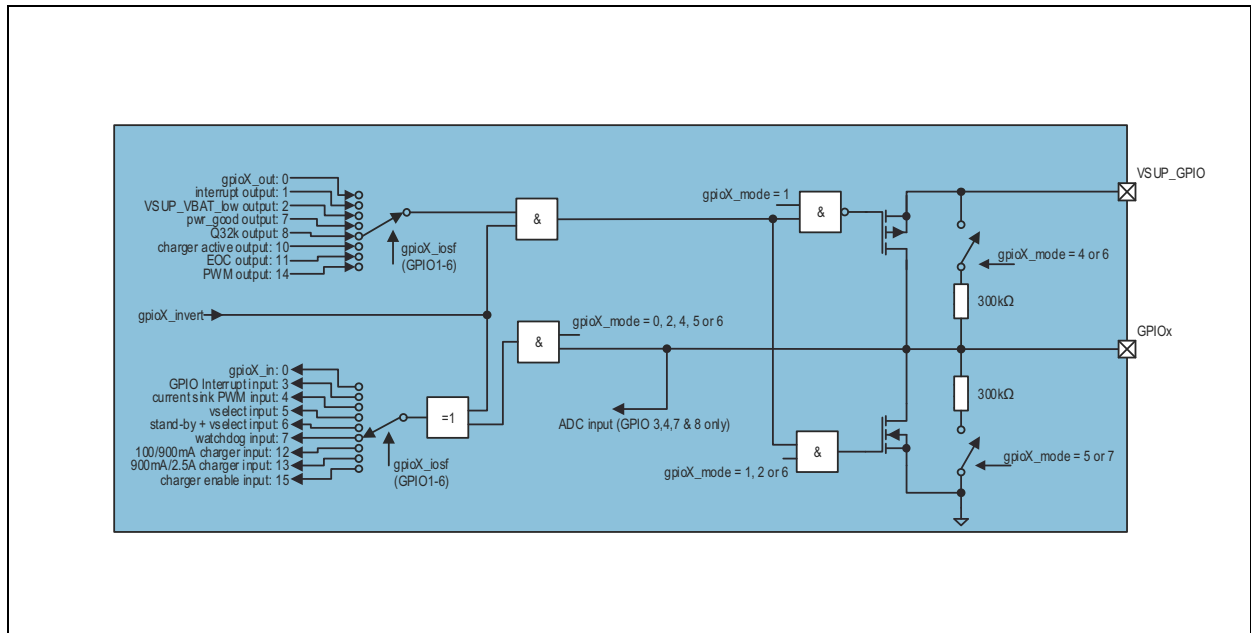 gpioX_out: 0
interrupt output: 1
VSUP_VBAT_low output: 2
pwr_good output: 7
Q32k output: 8
charger active output: 10
EOC output: 11
PWM output: 14
gpioX_iosf
(GPIO1-6)
&
gpioX_mode = 1
&
VSUP_GPIO
gpioX_mode = 4 or 6
300kΩ
gpioX_invert
&
gpioX_mode = 0, 2, 4, 5 or 6
GPIOx
gpioX_in: 0
GPIO Interrupt input: 3
current sink PWM input: 4
vselect input: 5
stand-by + vselect input: 6
watchdog input: 7
100/900mA charger input: 12
900mA/2.5A charger input: 13
charger enable input: 15
gpioX_iosf
(GPIO1-6)
=1
ADC input (GPIO 3,4,7 & 8 only)
&
gpioX_mode = 1, 2 or 6
300kΩ
gpioX_mode = 5 or 7